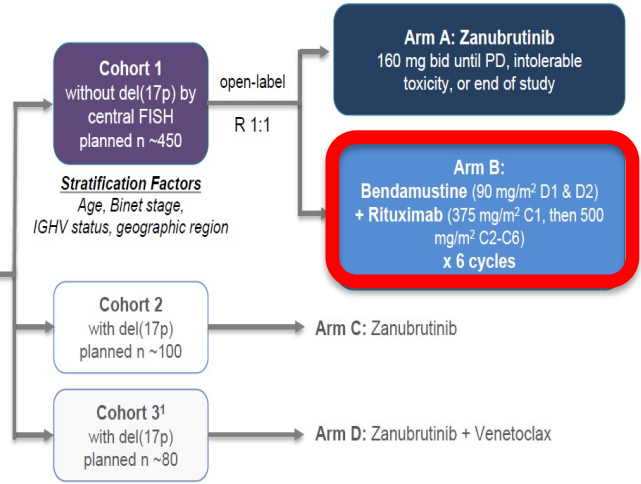 Cohort 1
without del(17p) by
central FISH
planned n ~450
Stratification Factors
Age, Binet stage,
IGHV status, geographic region
open-label
R 1:1
Arm A: Zanubrutinib
160 mg bid until PD, intolerable
toxicity, or end of study
Arm B:
Bendamustine (90 mg/m² D1 & D2)
+ Rituximab (375 mg/m² C1, then 500
mg/m² C2-C6)
x 6 cycles
Cohort 2
with del(17p)
planned n ~100
Arm C: Zanubrutinib
Cohort 3¹
with del(17p)
planned n ~80
Arm D: Zanubrutinib + Venetoclax